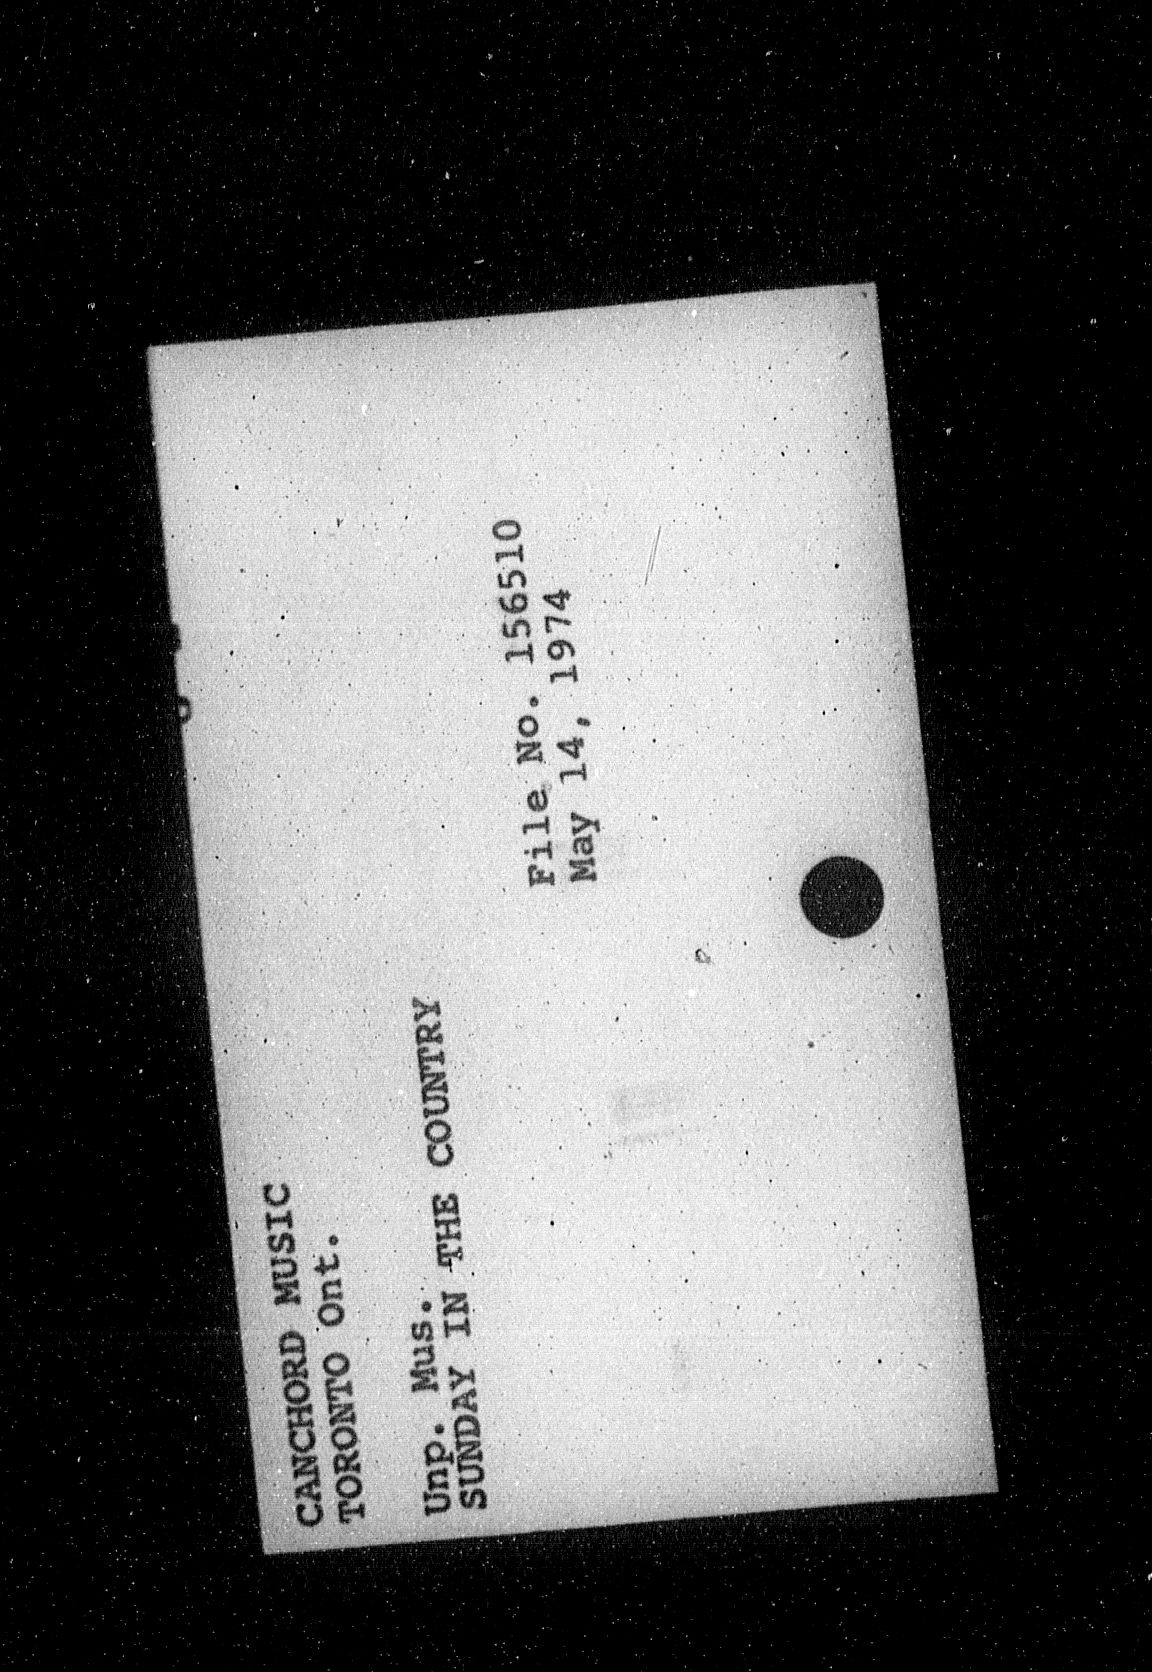 CANCHORD MUSIC
TORONTO Ont.
Unp. Mus.
SUNDAY IN THE COUNTRY
File No. 156510
May 14, 1974